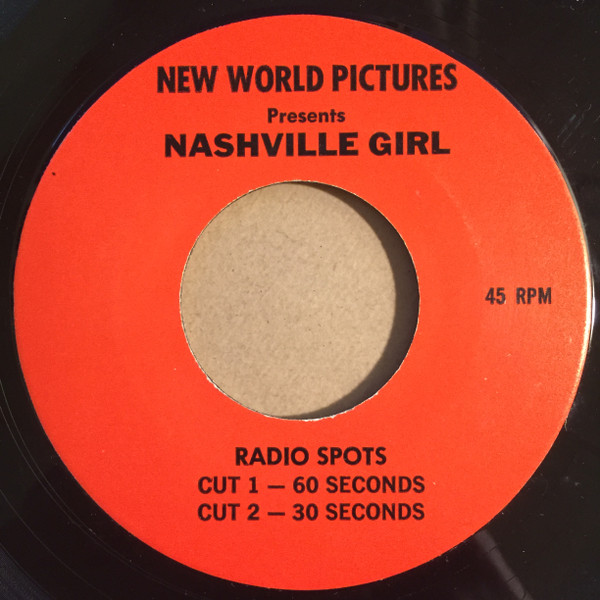 NEW WORLD PICTURES
Presents
NASHVILLE GIRL
45 RPM
RADIO SPOTS
CUT 1 — 60 SECONDS
CUT 2 — 30 SECONDS